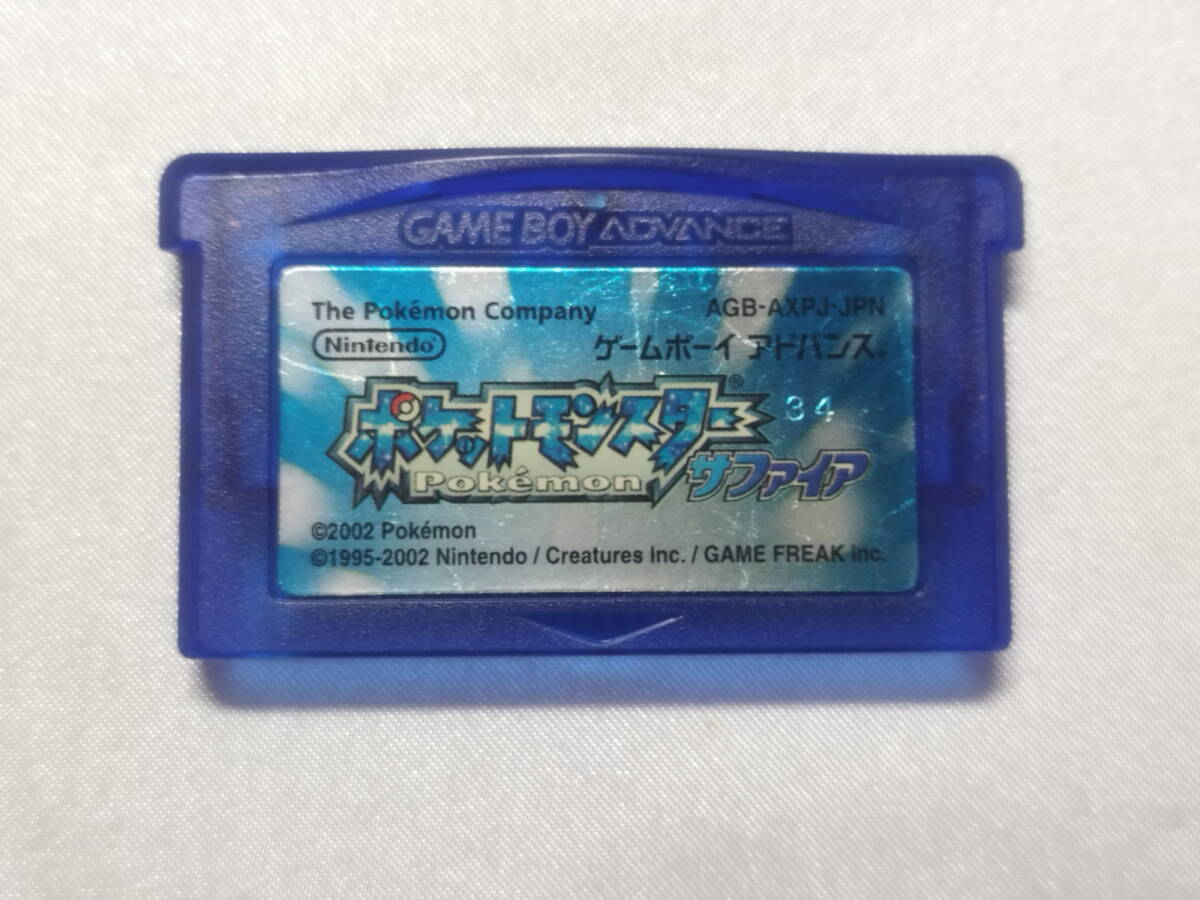 GAME BOY ADVANCE
The Pokémon Company AGB-AXPJ-JPN
Nintendo ゲームボーイ アドバンス®
ポケットモンスター® 34
Pokémon サファイア
©2002 Pokémon
©1995-2002 Nintendo / Creatures Inc. / GAME FREAK inc.